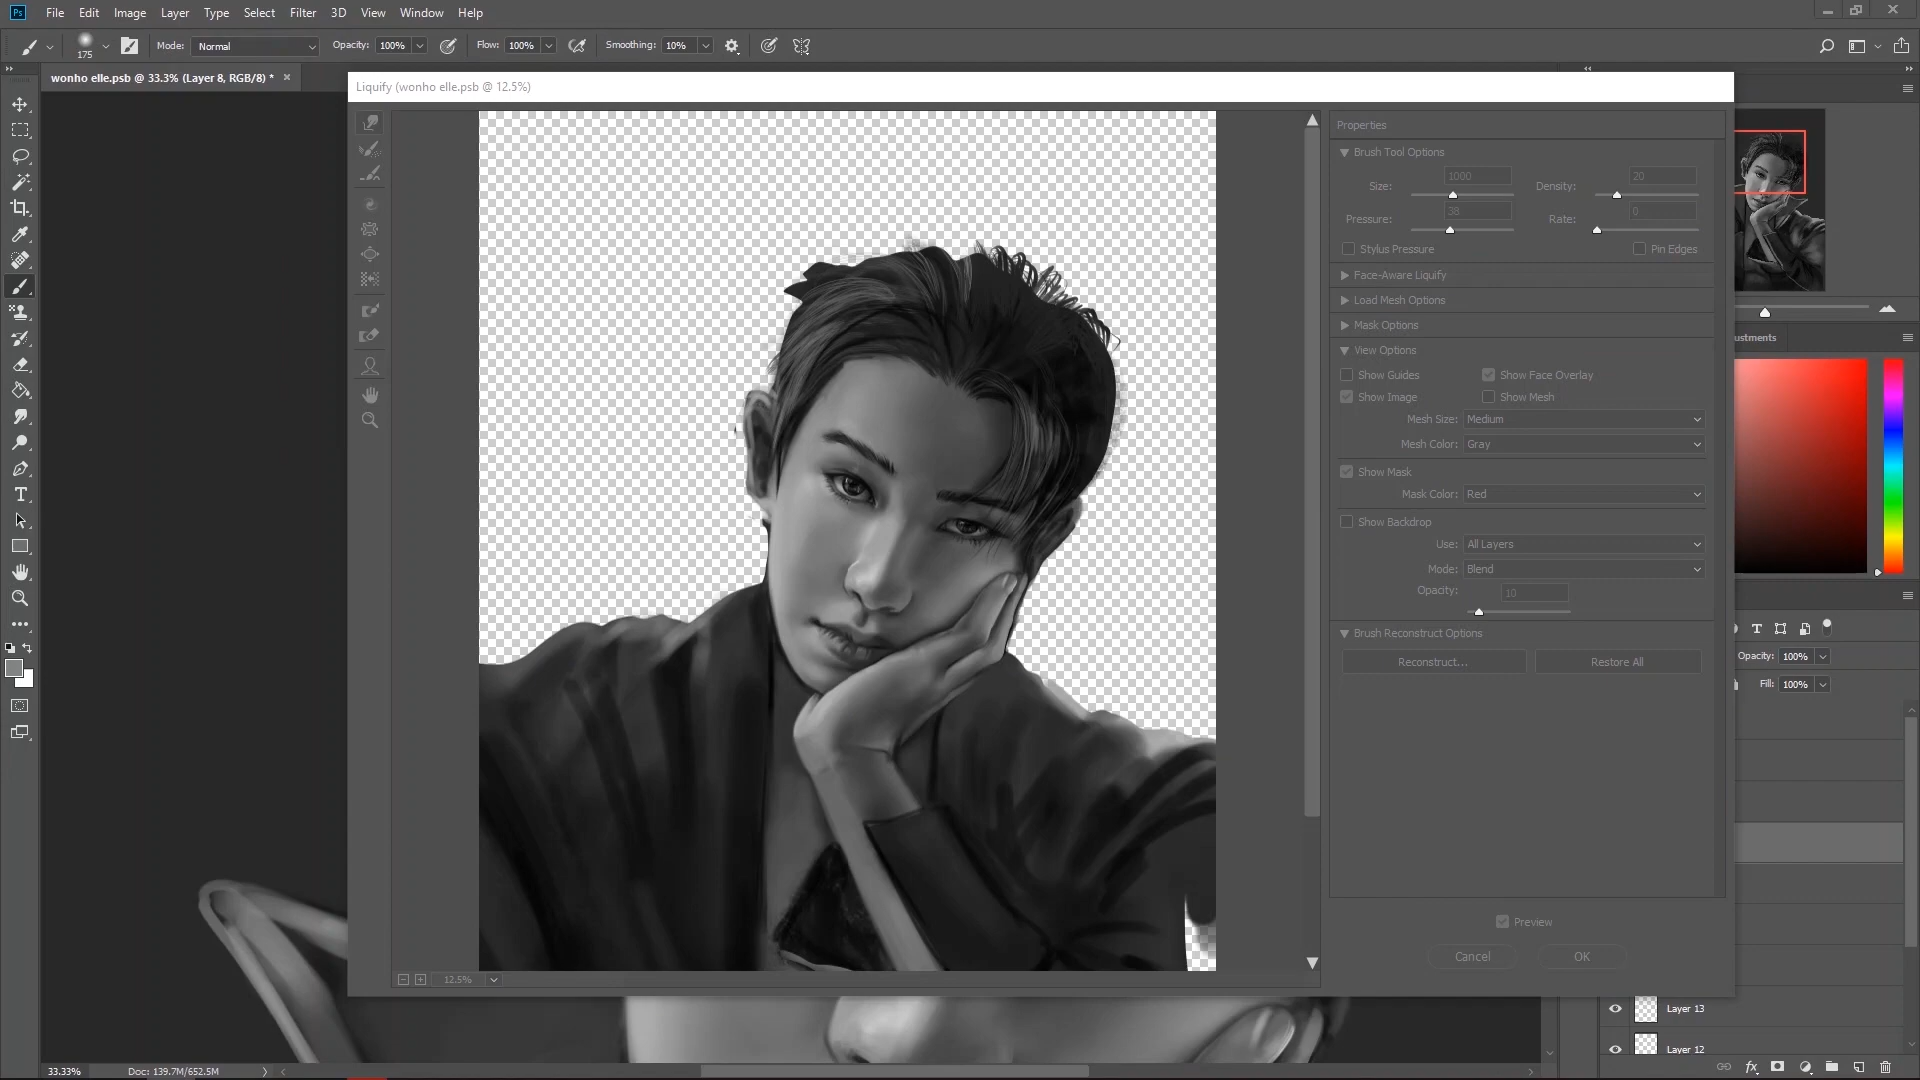 Ps File Edit Image Layer Type Select Filter 3D View Window Help
175 Mode: Normal Opacity: 100% Flow: 100% Smoothing: 10%
wonho elle.psb @ 33.3% (Layer 8, RGB/8) *
Liquify (wonho elle.psb @ 12.5%)
Properties
Brush Tool Options
Size: 1000 Density: 20
Pressure: 38 Rate: 0
Stylus Pressure Pin Edges
Face-Aware Liquify
Load Mesh Options
Mask Options
ustments
View Options
Show Guides Show Face Overlay
Show Image Show Mesh
Mesh Size: Medium
Mesh Color: Gray
Show Mask
Mask Color: Red
Show Backdrop
Use: All Layers
Mode: Blend
Opacity: 10
Brush Reconstruct Options
Reconstruct... Restore All
Opacity: 100%
Fill: 100%
Preview
Cancel OK
12.5%
Layer 13
Layer 12
33.33% Doc: 139.7M/652.5M